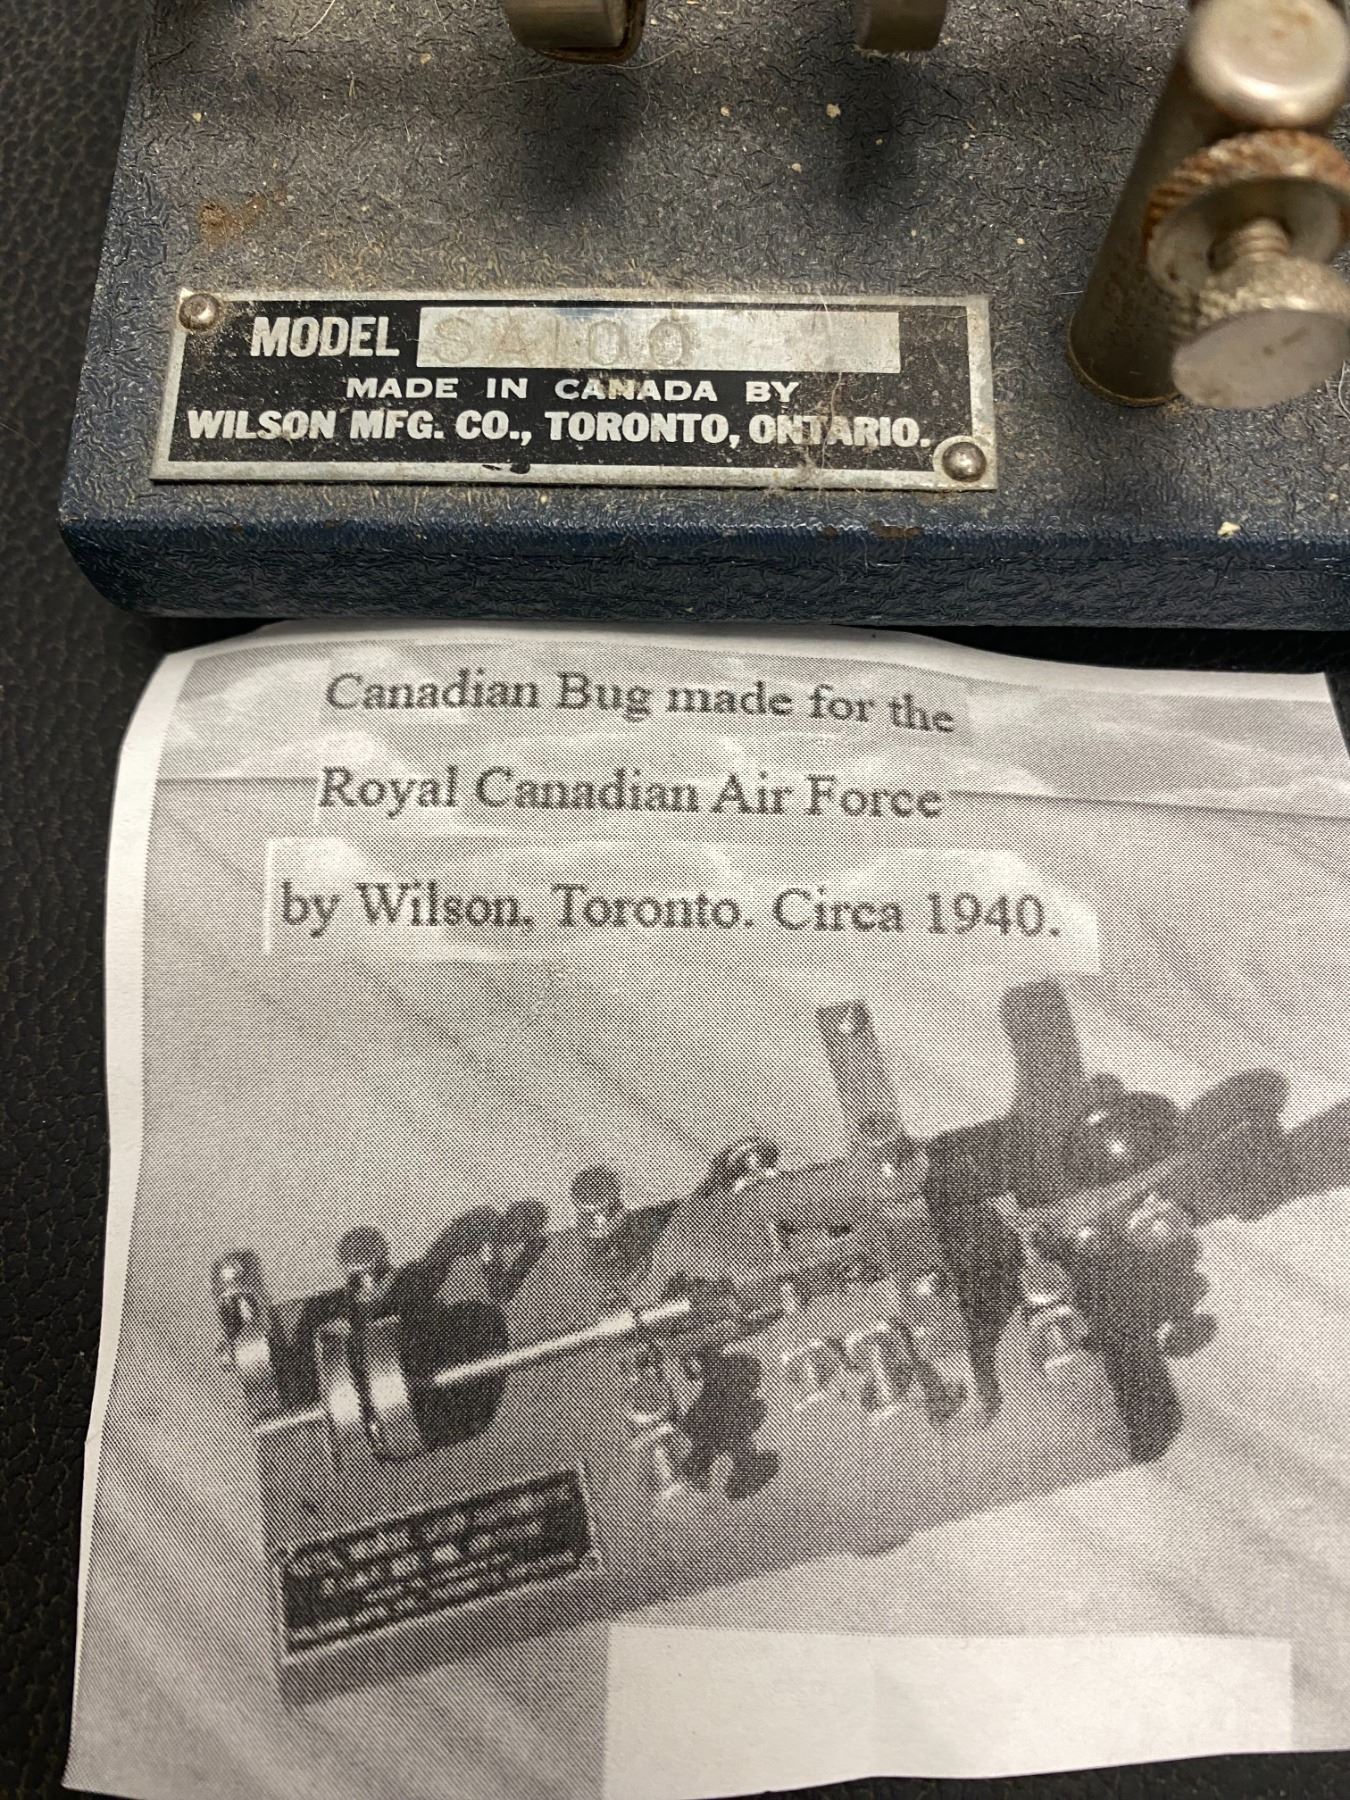 MODEL SA100
MADE IN CANADA BY
WILSON MFG. CO., TORONTO, ONTARIO.
Canadian Bug made for the
Royal Canadian Air Force
by Wilson. Toronto. Circa 1940.